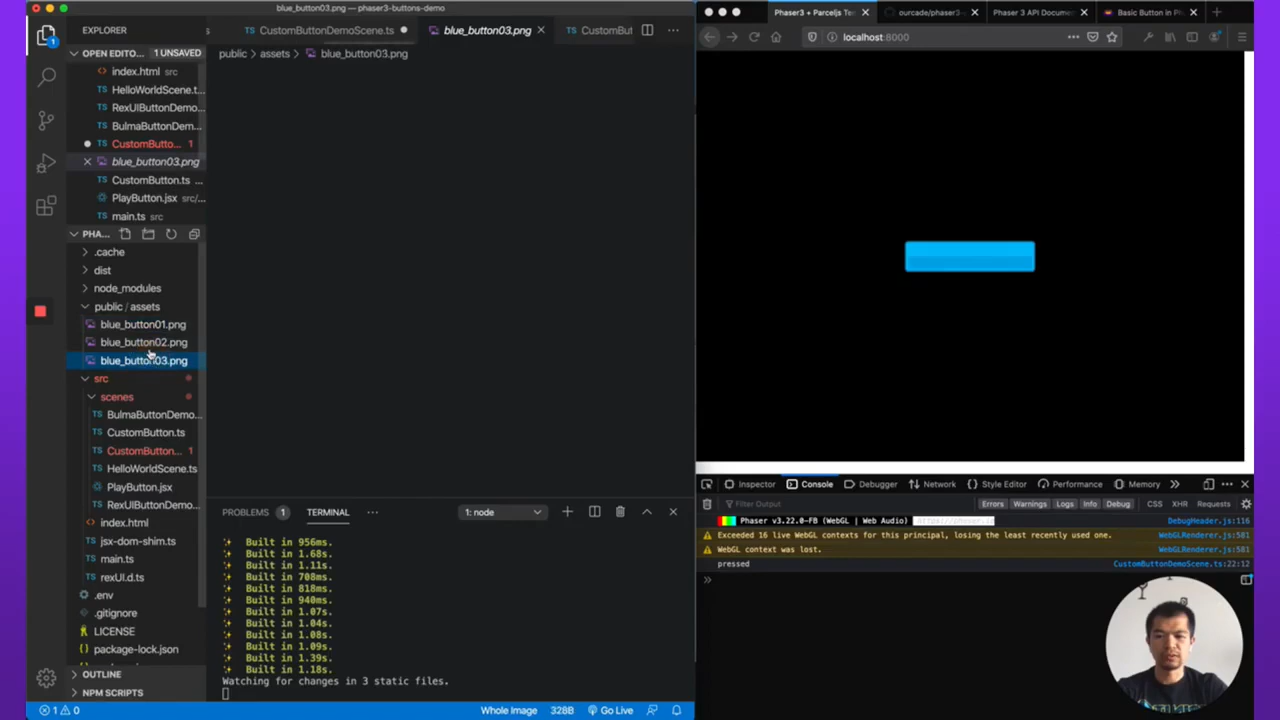 blue_button03.png — phaser3-buttons-demo
EXPLORER
CustomButtonDemoScene.ts
blue_button03.png
CustomBut
OPEN EDITO... 1 UNSAVED
public › assets › blue_button03.png
index.html src
HelloWorldScene.t...
RexUIButtonDemo...
BulmaButtonDem...
CustomButto... 1
blue_button03.png
CustomButton.ts ...
PlayButton.jsx src/...
main.ts src
PHA...
.cache
dist
node_modules
public / assets
blue_button01.png
blue_button02.png
blue_button03.png
src
scenes
BulmaButtonDemo...
CustomButton.ts
CustomButton... 1
HelloWorldScene.ts
PlayButton.jsx
RexUIButtonDemo...
index.html
jsx-dom-shim.ts
main.ts
rexUI.d.ts
.env
.gitignore
LICENSE
package-lock.json
OUTLINE
NPM SCRIPTS
PROBLEMS 1 TERMINAL ... 1: node
Built in 956ms.
Built in 1.68s.
Built in 1.11s.
Built in 708ms.
Built in 818ms.
Built in 940ms.
Built in 1.07s.
Built in 1.04s.
Built in 1.08s.
Built in 1.09s.
Built in 1.39s.
Built in 1.18s.
Watching for changes in 3 static files.
1 0 Whole Image 328B Go Live
Phaser3 + Parceljs Te
ourcade/phaser3-
Phaser 3 API Docume
Basic Button in Ph
localhost:8000
Inspector Console Debugger Network Style Editor Performance Memory
Filter Output Errors Warnings Logs Info Debug CSS XHR Requests
Phaser v3.22.0-FB (WebGL | Web Audio) DebugHeader.js:116
Exceeded 16 live WebGL contexts for this principal, losing the least recently used one. WebGLRenderer.js:581
WebGL context was lost. WebGLRenderer.js:581
pressed CustomButtonDemoScene.ts:22:12